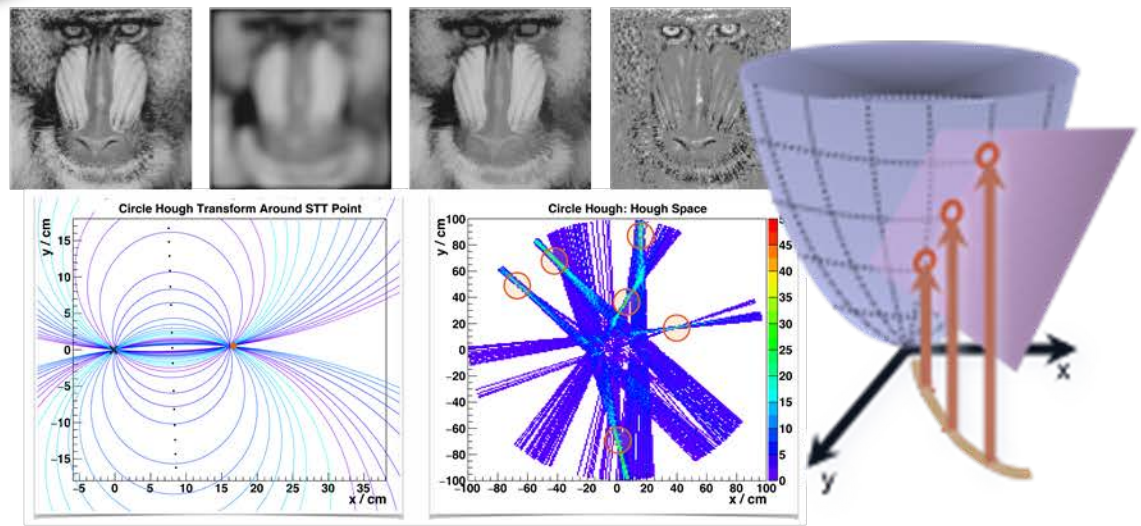 Circle Hough Transform Around STT Point
y / cm
15
10
5
0
−5
−10
−15
−5 0 5 10 15 20 25 30 35
x / cm
Circle Hough: Hough Space
y / cm
100
80
60
40
20
0
−20
−40
−60
−80
−100
−100 −80 −60 −40 −20 0 20 40 60 80 100
x / cm
45
40
35
30
25
20
15
10
5
0
x
y